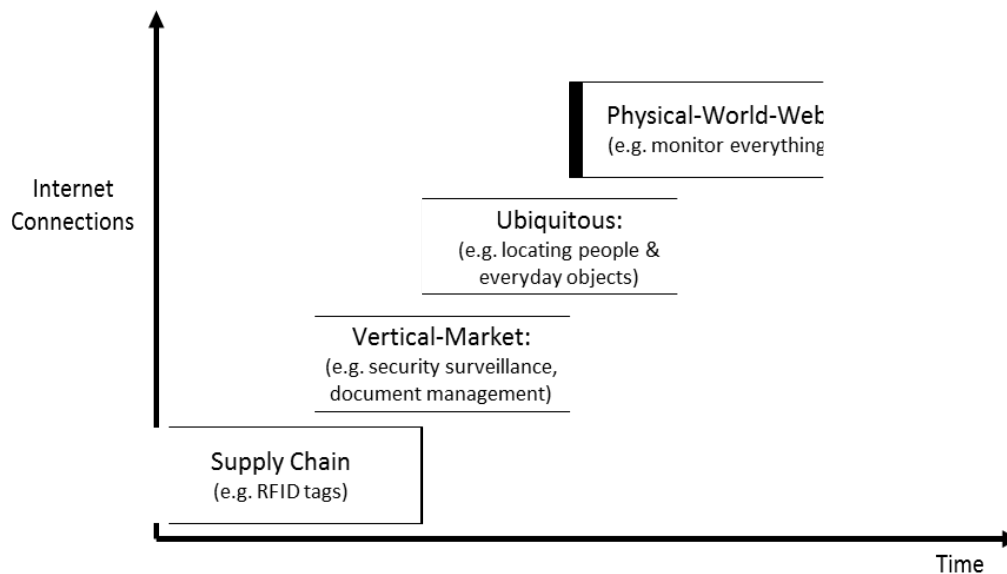 Physical-World-Web
(e.g. monitor everything
Internet
Connections
Ubiquitous:
(e.g. locating people &
everyday objects)
Vertical-Market:
(e.g. security surveillance,
document management)
Supply Chain
(e.g. RFID tags)
Time